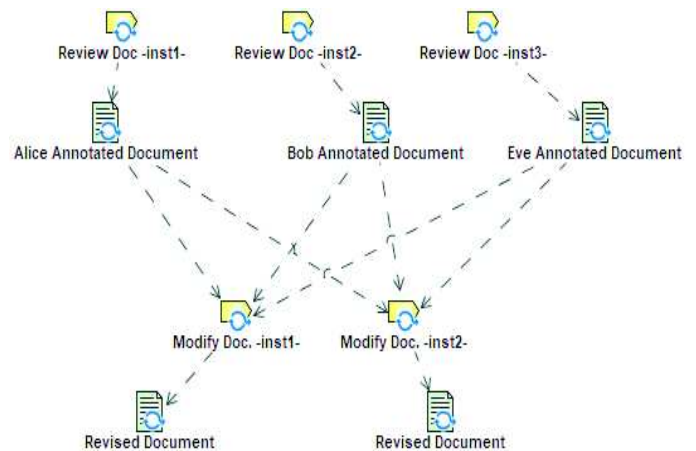 Review Doc -inst1-
Review Doc -inst2-
Review Doc -inst3-
Alice Annotated Document
Bob Annotated Document
Eve Annotated Document
Modify Doc. -inst1-
Modify Doc. -inst2-
Revised Document
Revised Document